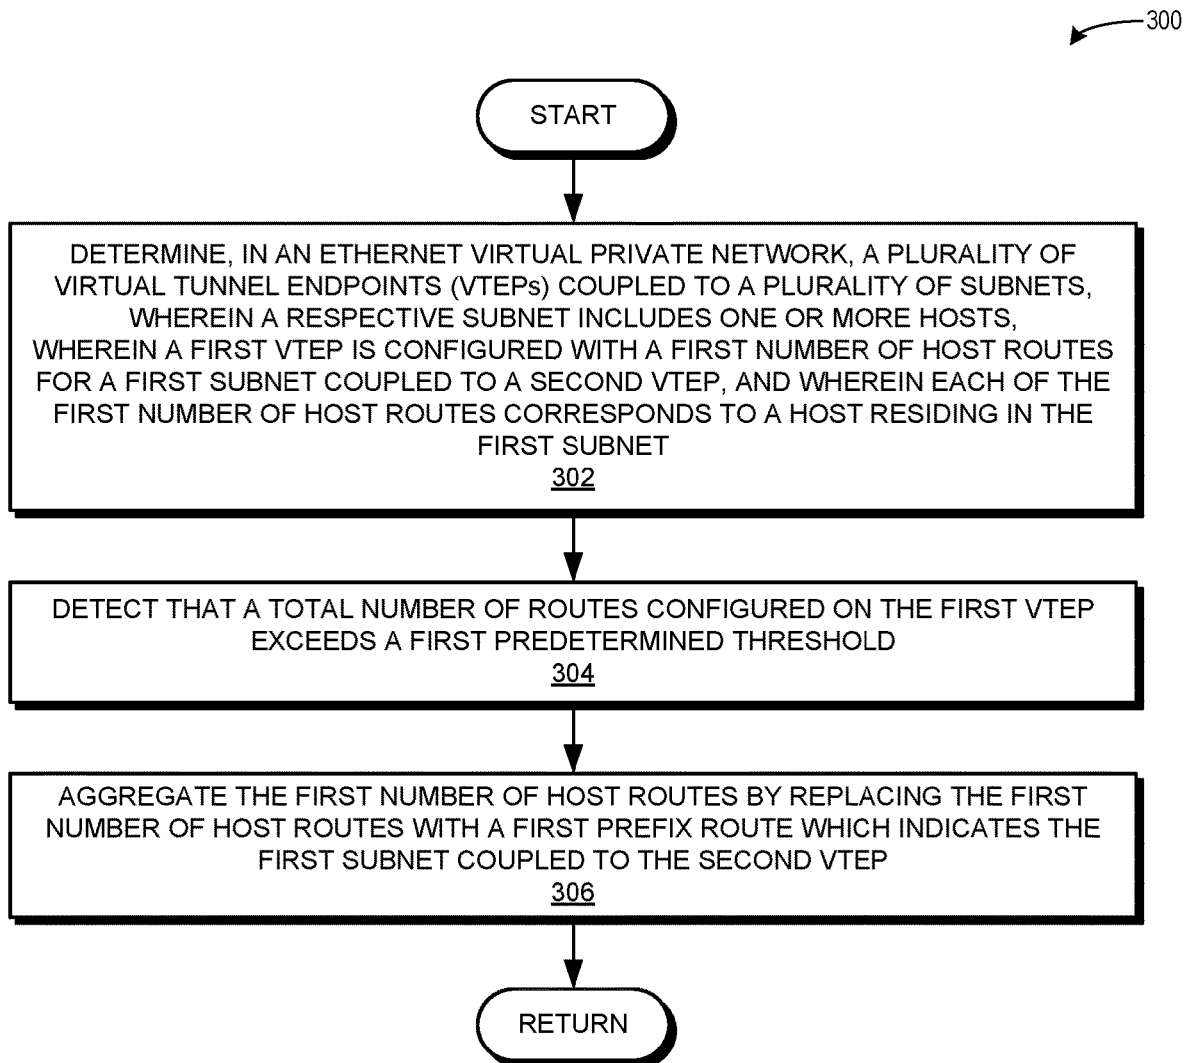 300
START
DETERMINE, IN AN ETHERNET VIRTUAL PRIVATE NETWORK, A PLURALITY OF
VIRTUAL TUNNEL ENDPOINTS (VTEPs) COUPLED TO A PLURALITY OF SUBNETS,
WHEREIN A RESPECTIVE SUBNET INCLUDES ONE OR MORE HOSTS,
WHEREIN A FIRST VTEP IS CONFIGURED WITH A FIRST NUMBER OF HOST ROUTES
FOR A FIRST SUBNET COUPLED TO A SECOND VTEP, AND WHEREIN EACH OF THE
FIRST NUMBER OF HOST ROUTES CORRESPONDS TO A HOST RESIDING IN THE
FIRST SUBNET
302
DETECT THAT A TOTAL NUMBER OF ROUTES CONFIGURED ON THE FIRST VTEP
EXCEEDS A FIRST PREDETERMINED THRESHOLD
304
AGGREGATE THE FIRST NUMBER OF HOST ROUTES BY REPLACING THE FIRST
NUMBER OF HOST ROUTES WITH A FIRST PREFIX ROUTE WHICH INDICATES THE
FIRST SUBNET COUPLED TO THE SECOND VTEP
306
RETURN